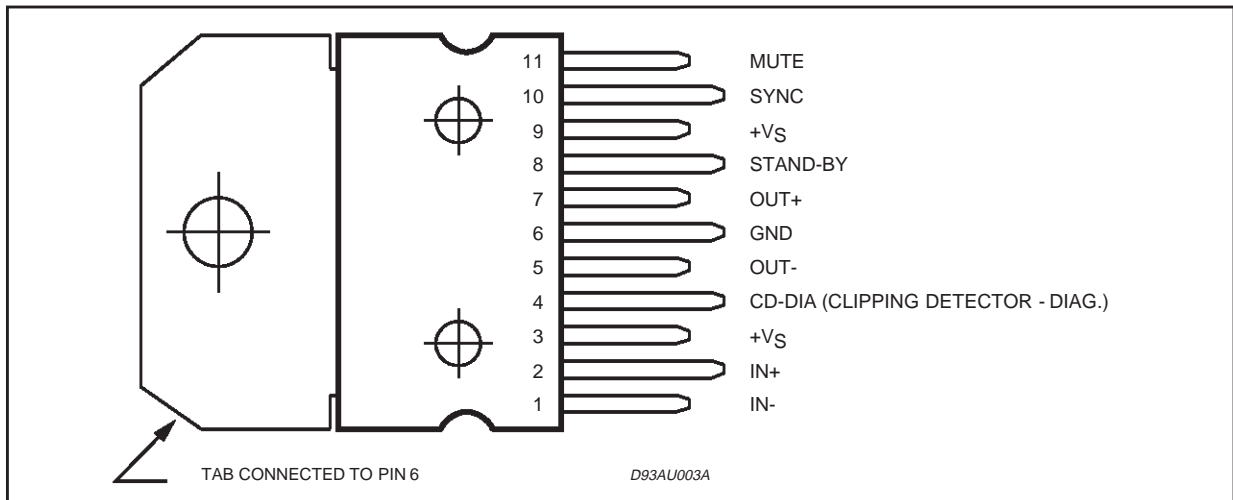 11 MUTE
10 SYNC
9 +VS
8 STAND-BY
7 OUT+
6 GND
5 OUT-
4 CD-DIA (CLIPPING DETECTOR - DIAG.)
3 +VS
2 IN+
1 IN-
TAB CONNECTED TO PIN 6 D93AU003A